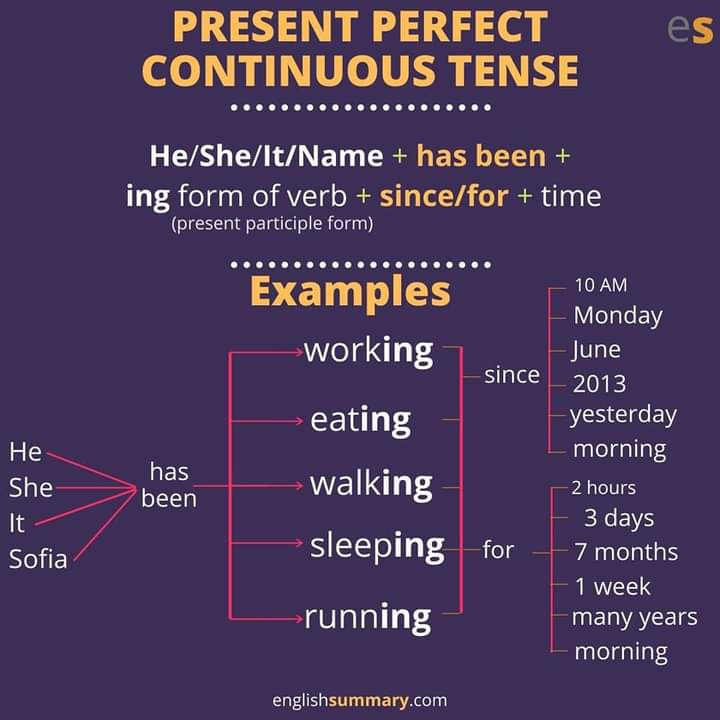 PRESENT PERFECT
CONTINUOUS TENSE
es
He/She/It/Name + has been +
ing form of verb + since/for + time
(present participle form)
Examples
He
She
It
Sofia
has
been
working
eating
walking
sleeping
running
since
10 AM
Monday
June
2013
yesterday
morning
for
2 hours
3 days
7 months
1 week
many years
morning
englishsummary.com